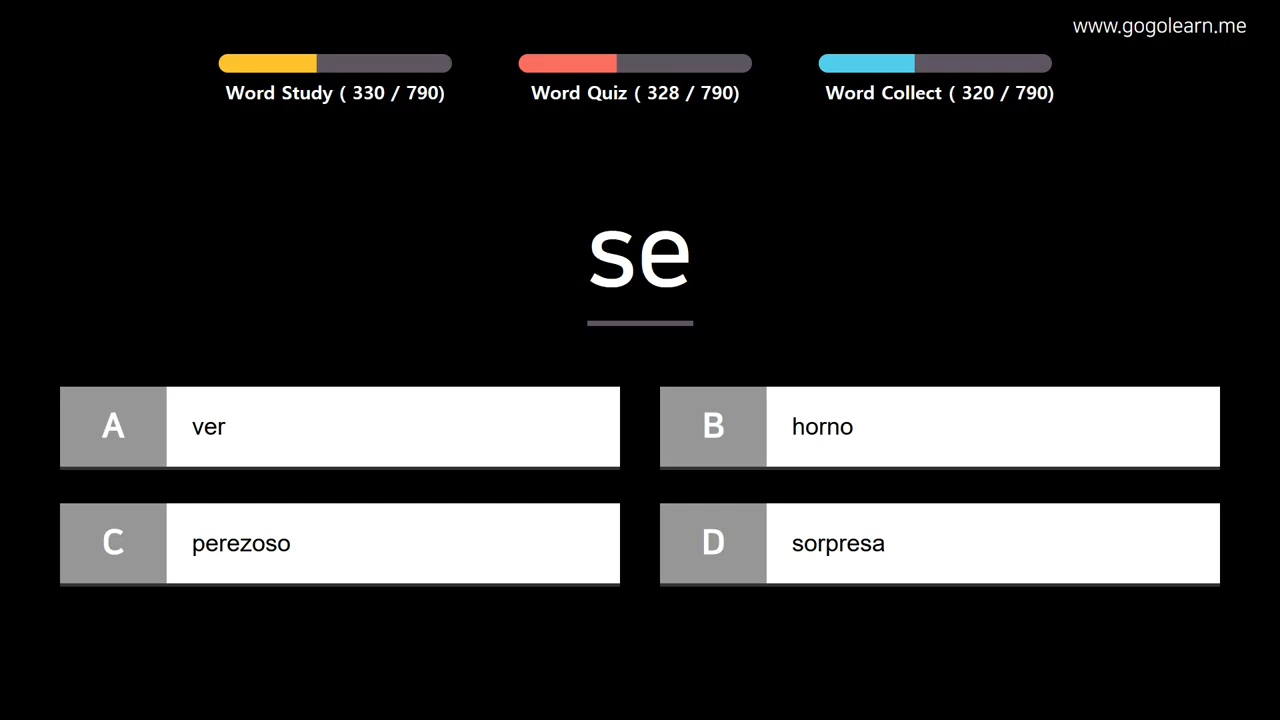 www.gogolearn.me
Word Study ( 330 / 790)
Word Quiz ( 328 / 790)
Word Collect ( 320 / 790)
se
A
ver
B
horno
C
perezoso
D
sorpresa